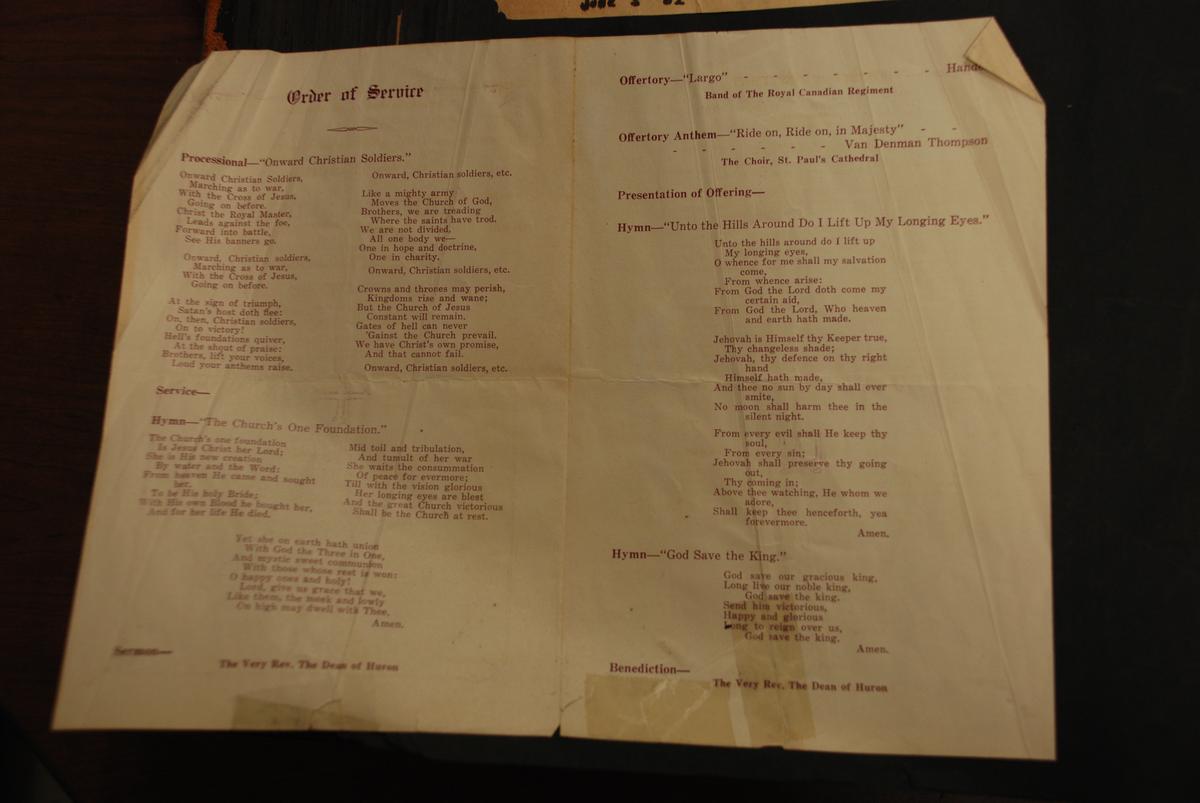 Order of Service
Processional—"Onward Christian Soldiers."
Onward Christian Soldiers,
Marching as to war,
With the Cross of Jesus,
Going on before.
Christ the Royal Master,
Leads against the foe,
Forward into battle,
See His banners go.
Onward, Christian soldiers,
Marching as to war,
With the Cross of Jesus,
Going on before.
At the sign of triumph,
Satan's host doth flee:
On, then, Christian soldiers,
On to victory!
Hell's foundations quiver,
At the shout of praise:
Brothers, lift your voices,
Loud your anthems raise.
Onward, Christian soldiers, etc.
Like a mighty army
Moves the Church of God,
Brothers, we are treading
Where the saints have trod.
We are not divided,
All one body we—
One in hope and doctrine,
One in charity.
Onward, Christian soldiers, etc.
Crowns and thrones may perish,
Kingdoms rise and wane;
But the Church of Jesus
Constant will remain.
Gates of hell can never
'Gainst the Church prevail.
We have Christ's own promise,
And that cannot fail.
Onward, Christian soldiers, etc.
Service—
Hymn—"The Church's One Foundation."
The Church's one foundation
Is Jesus Christ her Lord;
She is His new creation
By water and the Word:
From heaven He came and sought
her,
To be His holy Bride;
With His own Blood he bought her,
And for her life He died.
Mid toil and tribulation,
And tumult of her war
She waits the consummation
Of peace for evermore;
Till with the vision glorious
Her longing eyes are blest
And the great Church victorious
Shall be the Church at rest.
Yet she on earth hath union
With God the Three in One,
And mystic sweet communion
With those whose rest is won:
O happy ones and holy!
Lord, give us grace that we,
Like them, the meek and lowly
On high may dwell with Thee.
Amen.
Sermon—
The Very Rev. The Dean of Huron
Offertory—"Largo" - - - - - - - Hande
Band of The Royal Canadian Regiment
Offertory Anthem—"Ride on, Ride on, in Majesty" - -
- - - - - Van Denman Thompson
The Choir, St. Paul's Cathedral
Presentation of Offering—
Hymn—"Unto the Hills Around Do I Lift Up My Longing Eyes."
Unto the hills around do I lift up
My longing eyes,
O whence for me shall my salvation
come,
From whence arise:
From God the Lord doth come my
certain aid,
From God the Lord, Who heaven
and earth hath made.
Jehovah is Himself thy Keeper true,
Thy changeless shade;
Jehovah, thy defence on thy right
hand
Himself hath made,
And thee no sun by day shall ever
smite,
No moon shall harm thee in the
silent night.
From every evil shall He keep thy
soul,
From every sin;
Jehovah shall preserve thy going
out,
Thy coming in;
Above thee watching, He whom we
adore,
Shall keep thee henceforth, yea
forevermore.
Amen.
Hymn—"God Save the King."
God save our gracious king,
Long live our noble king,
God save the king.
Send him victorious,
Happy and glorious
Long to reign over us,
God save the king.
Amen.
Benediction—
The Very Rev. The Dean of Huron